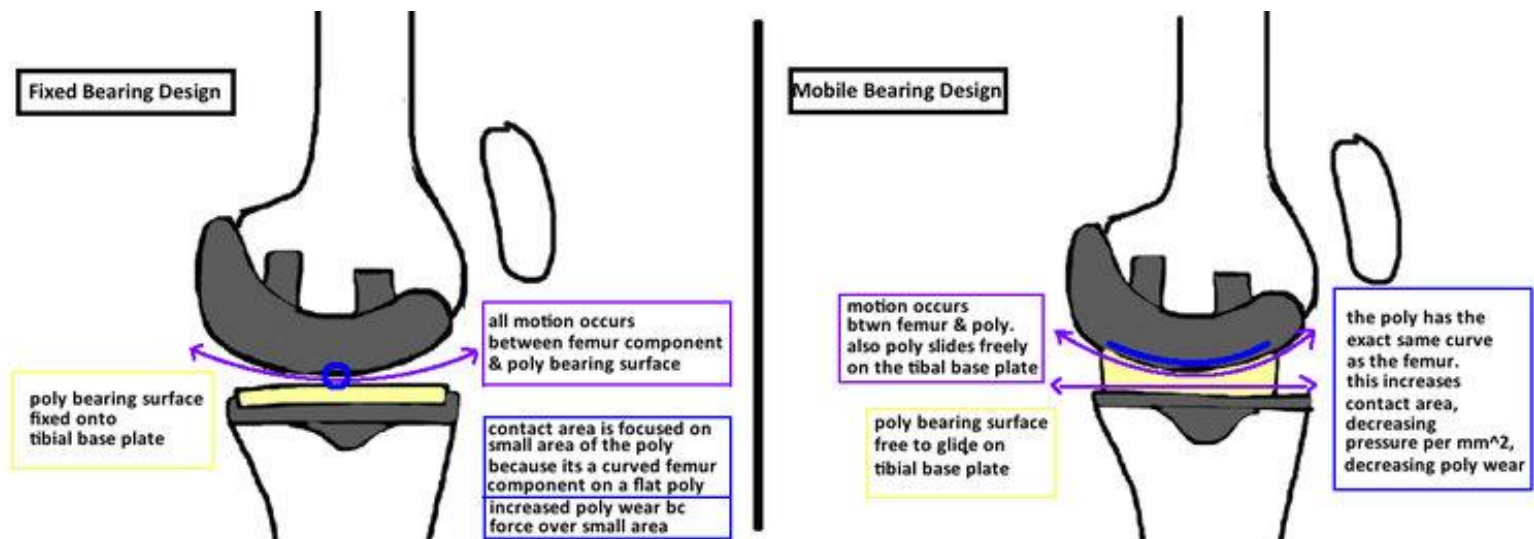 Fixed Bearing Design
all motion occurs
between femur component
& poly bearing surface
poly bearing surface
fixed onto
tibial base plate
contact area is focused on
small area of the poly
because its a curved femur
component on a flat poly
increased poly wear bc
force over small area
Mobile Bearing Design
motion occurs
btwn femur & poly.
also poly slides freely
on the tibal base plate
poly bearing surface
free to glide on
tibial base plate
the poly has the
exact same curve
as the femur.
this increases
contact area,
decreasing
pressure per mm^2,
decreasing poly wear